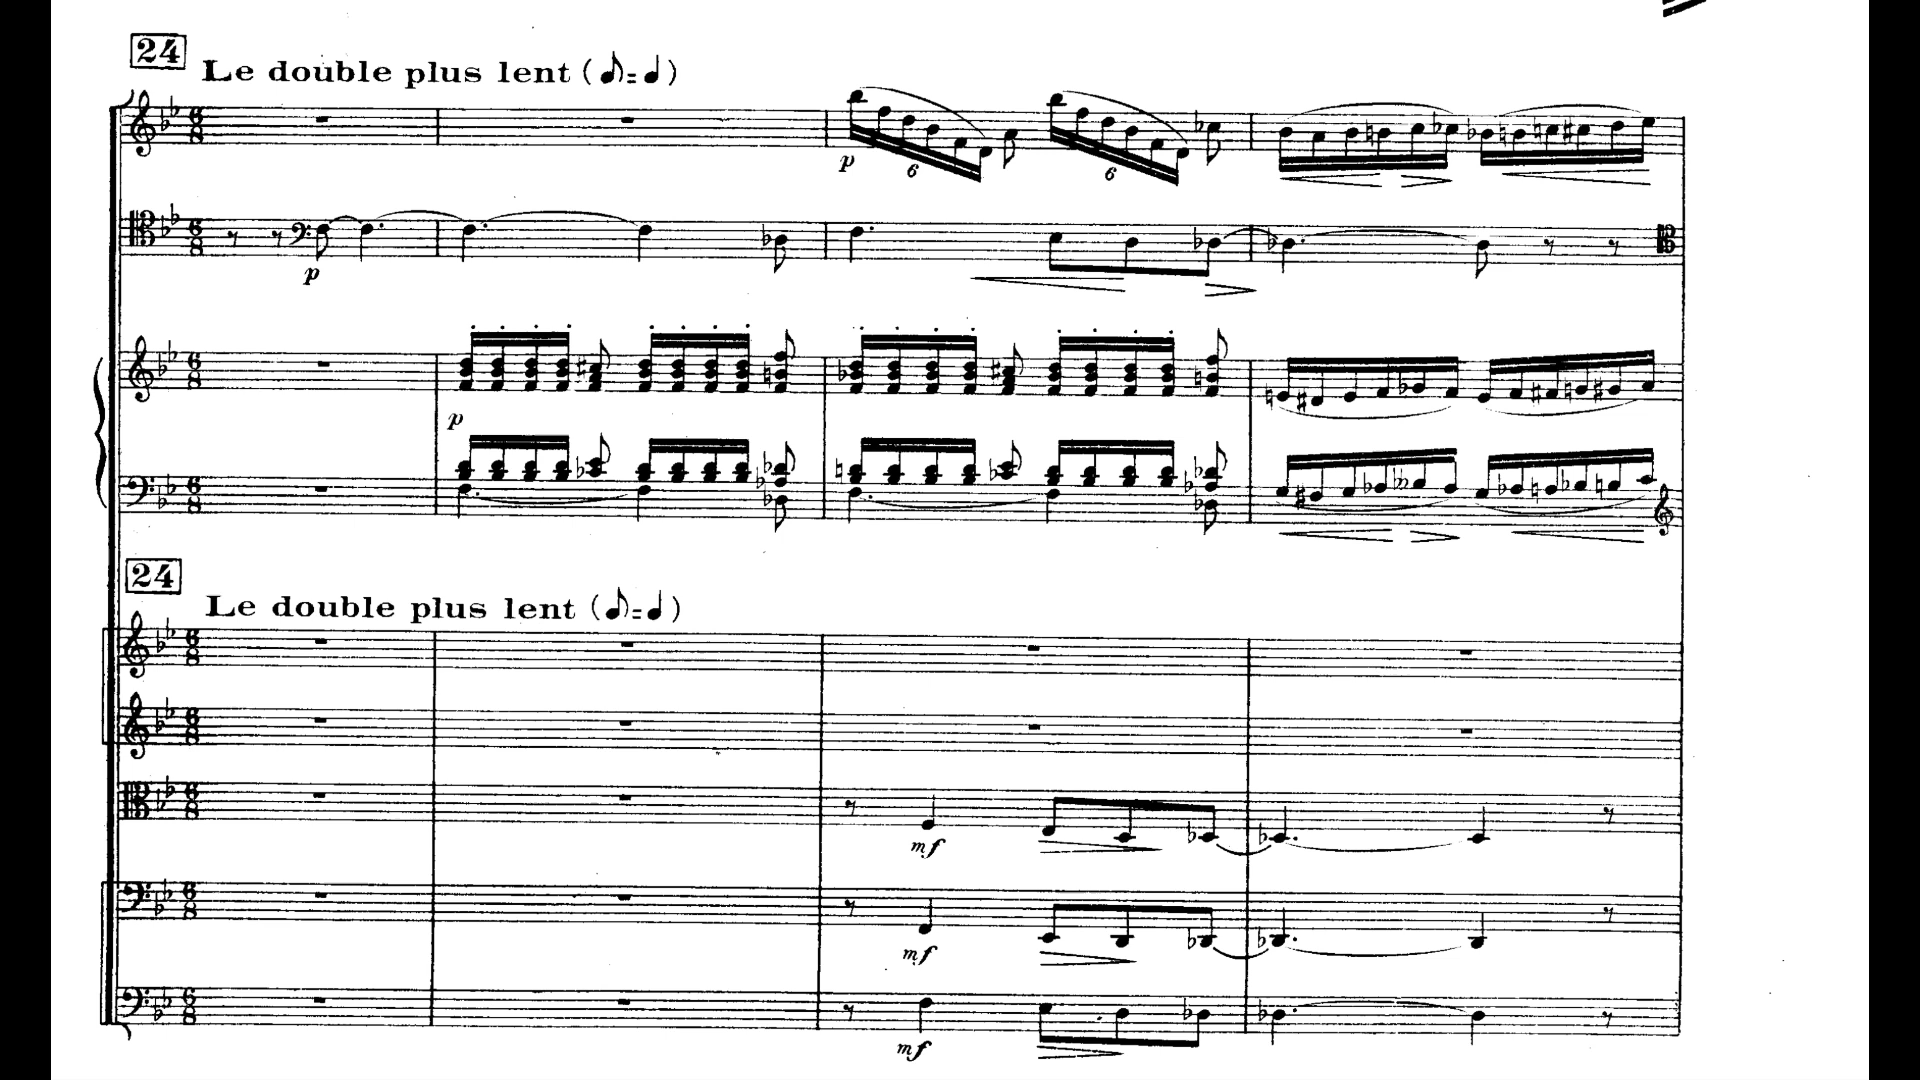 24
Le double plus lent (♪=♩)
p
6
6
p
p
24
Le double plus lent (♪=♩)
mf
mf
mf